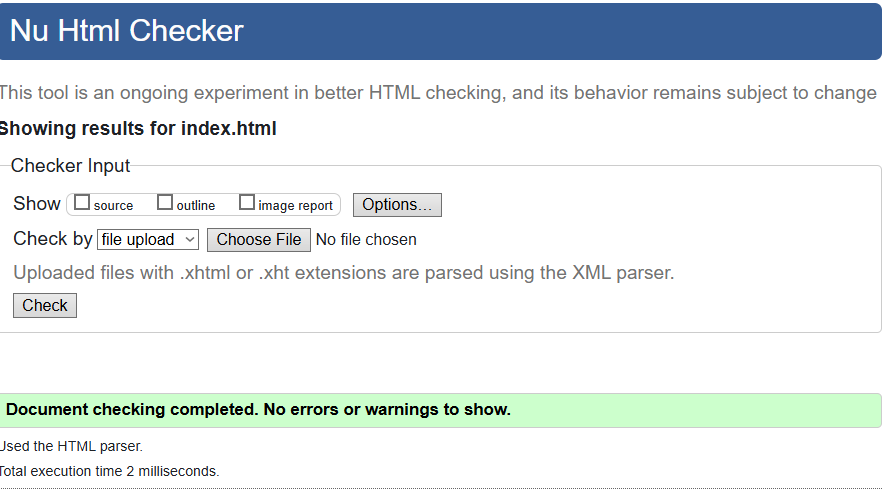 Nu Html Checker
This tool is an ongoing experiment in better HTML checking, and its behavior remains subject to change
Showing results for index.html
Checker Input
Show source outline image report Options…
Check by file upload Choose File No file chosen
Uploaded files with .xhtml or .xht extensions are parsed using the XML parser.
Check
Document checking completed. No errors or warnings to show.
Used the HTML parser.
Total execution time 2 milliseconds.